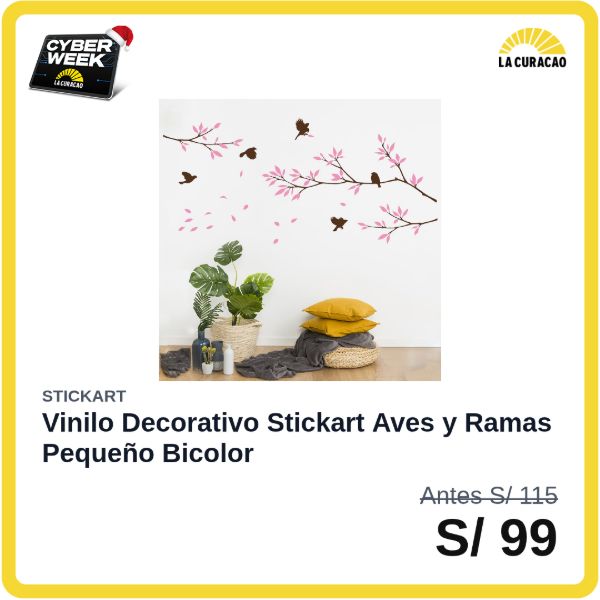 CYBER
WEEK
LA CURACAO
LA CURACAO
STICKART
Vinilo Decorativo Stickart Aves y Ramas
Pequeño Bicolor
Antes S/ 115
S/ 99